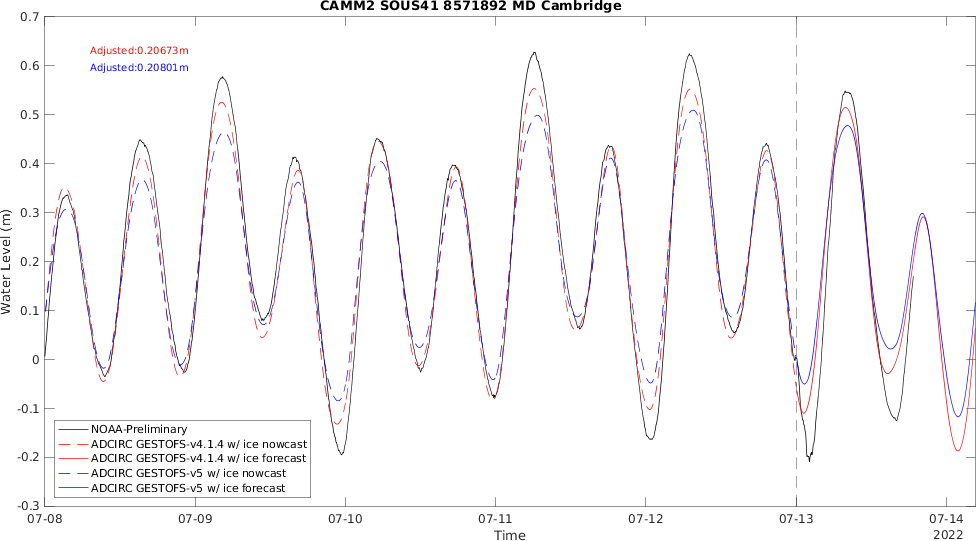 CAMM2 SOUS41 8571892 MD Cambridge
Adjusted:0.20673m
Adjusted:0.20801m
Water Level (m)
0.7
0.6
0.5
0.4
0.3
0.2
0.1
0
-0.1
-0.2
-0.3
NOAA-Preliminary
ADCIRC GESTOFS-v4.1.4 w/ ice nowcast
ADCIRC GESTOFS-v4.1.4 w/ ice forecast
ADCIRC GESTOFS-v5 w/ ice nowcast
ADCIRC GESTOFS-v5 w/ ice forecast
07-08 07-09 07-10 07-11 07-12 07-13 07-14
Time
2022